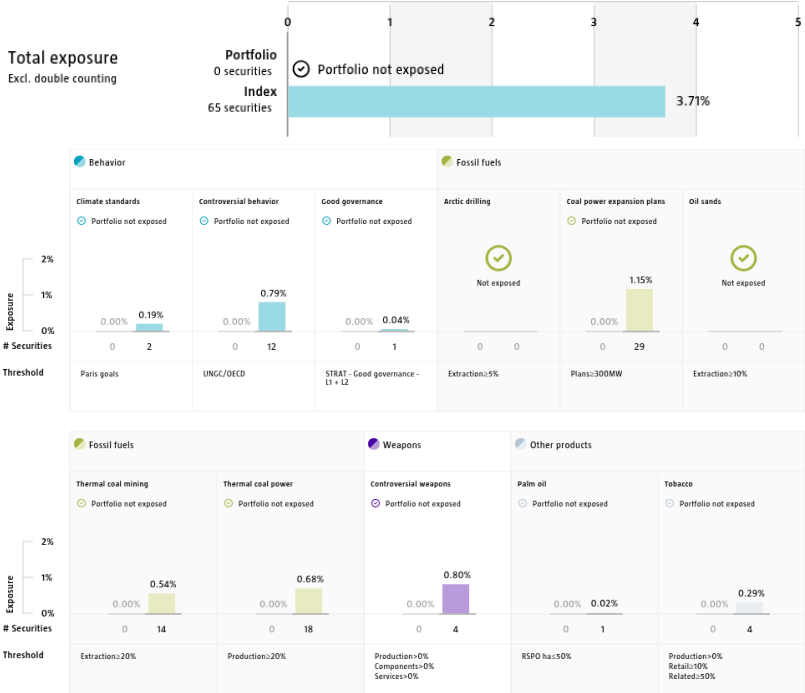 0 1 2 3 4 5
Total exposure
Excl. double counting
Portfolio
0 securities
Portfolio not exposed
Index
65 securities
3.71%
Behavior
Fossil fuels
Climate standards
Controversial behavior
Good governance
Arctic drilling
Coal power expansion plans
Oil sands
Portfolio not exposed
Portfolio not exposed
Portfolio not exposed
Portfolio not exposed
Not exposed
Not exposed
Exposure
2%
1%
0%
0.00% 0.19%
0.00% 0.79%
0.00% 0.04%
0.00% 1.15%
# Securities
0 2
0 12
0 1
0 0
0 29
0 0
Threshold
Paris goals
UNGC/OECD
STRAT - Good governance -
L1 + L2
Extraction≥5%
Plans≥300MW
Extraction≥10%
Fossil fuels
Weapons
Other products
Thermal coal mining
Thermal coal power
Controversial weapons
Palm oil
Tobacco
Portfolio not exposed
Portfolio not exposed
Portfolio not exposed
Portfolio not exposed
Portfolio not exposed
Exposure
2%
1%
0%
0.00% 0.54%
0.00% 0.68%
0.00% 0.80%
0.00% 0.02%
0.00% 0.29%
# Securities
0 14
0 18
0 4
0 1
0 4
Threshold
Extraction≥20%
Production≥20%
Production>0%
Components>0%
Services>0%
RSPO ha≤50%
Production>0%
Retail≥10%
Related≥50%